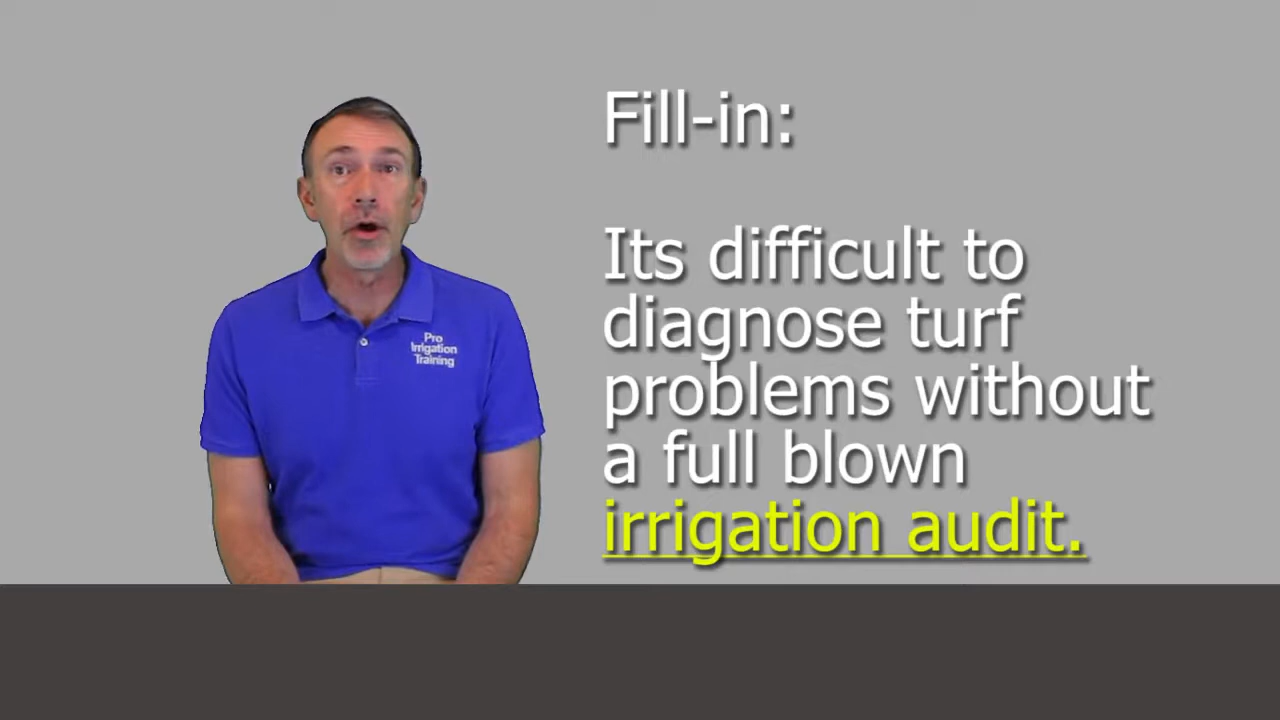 Fill-in:
Its difficult to
diagnose turf
problems without
a full blown
irrigation audit.
Pro
Irrigation
Training